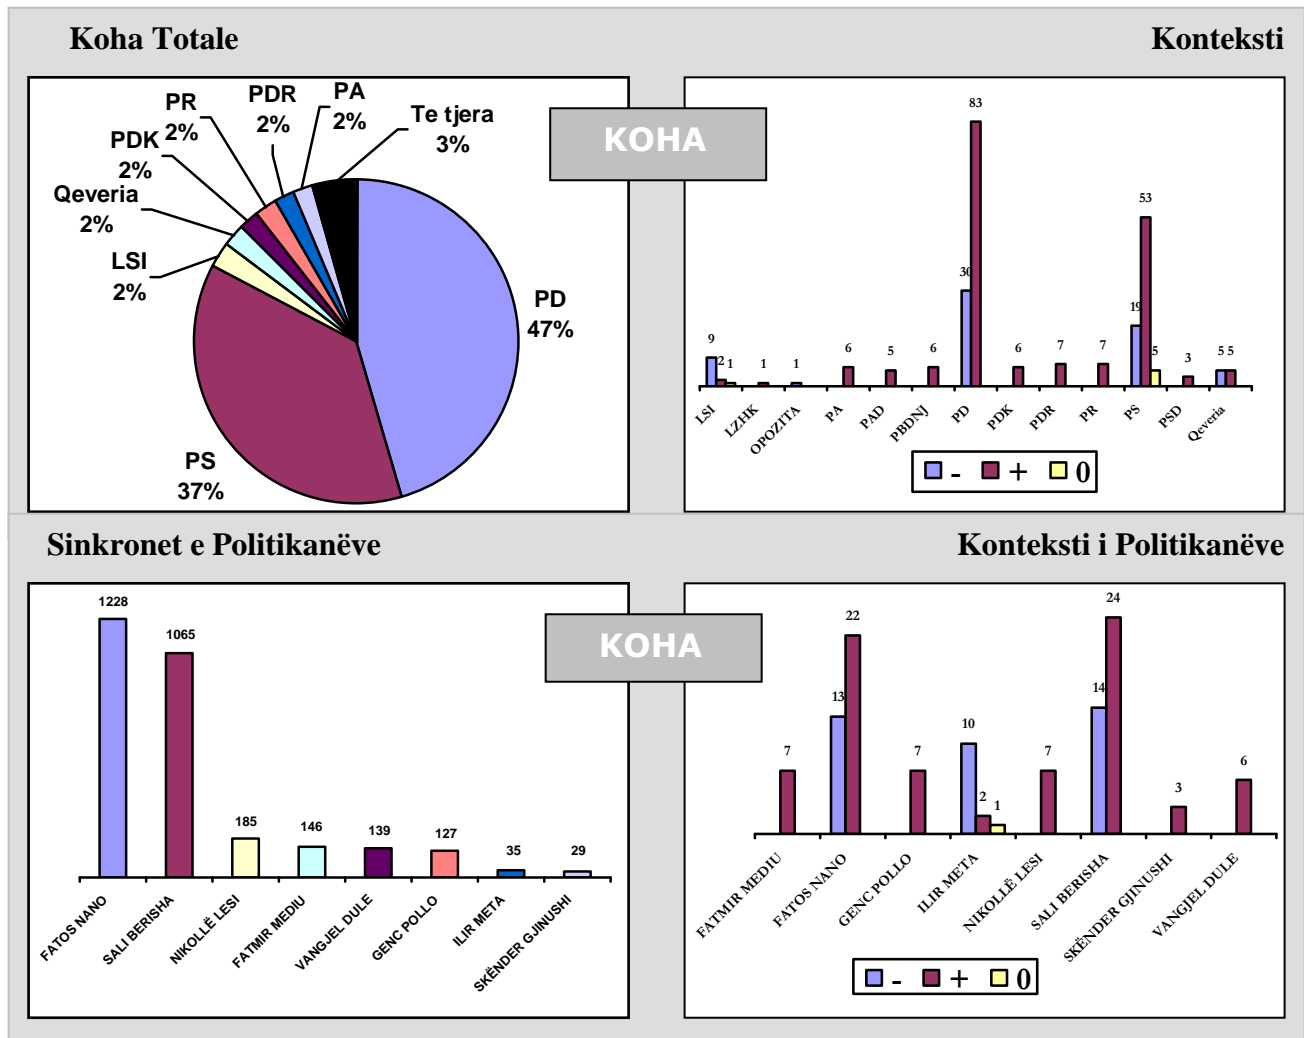 Koha Totale
Konteksti
KOHA
PR
2%
PDR
2%
PA
2%
Te tjera
3%
PDK
2%
Qeveria
2%
LSI
2%
PD
47%
PS
37%
83
53
30
19
9
2
1
1
1
6
5
6
6
7
7
5
3
5
5
LSI
LZHK
OPOZITA
PA
PAD
PBDNJ
PD
PDK
PDR
PR
PS
PSD
Qeveria
- + 0
Sinkronet e Politikanëve
Konteksti i Politikanëve
KOHA
1228
1065
185
146
139
127
35
29
FATOS NANO
SALI BERISHA
NIKOLLË LESI
FATMIR MEDIU
VANGJEL DULE
GENC POLLO
ILIR META
SKËNDER GJINUSHI
7
13
22
7
10
2
1
7
14
24
3
6
FATMIR MEDIU
FATOS NANO
GENC POLLO
ILIR META
NIKOLLË LESI
SALI BERISHA
SKËNDER GJINUSHI
VANGJEL DULE
- + 0